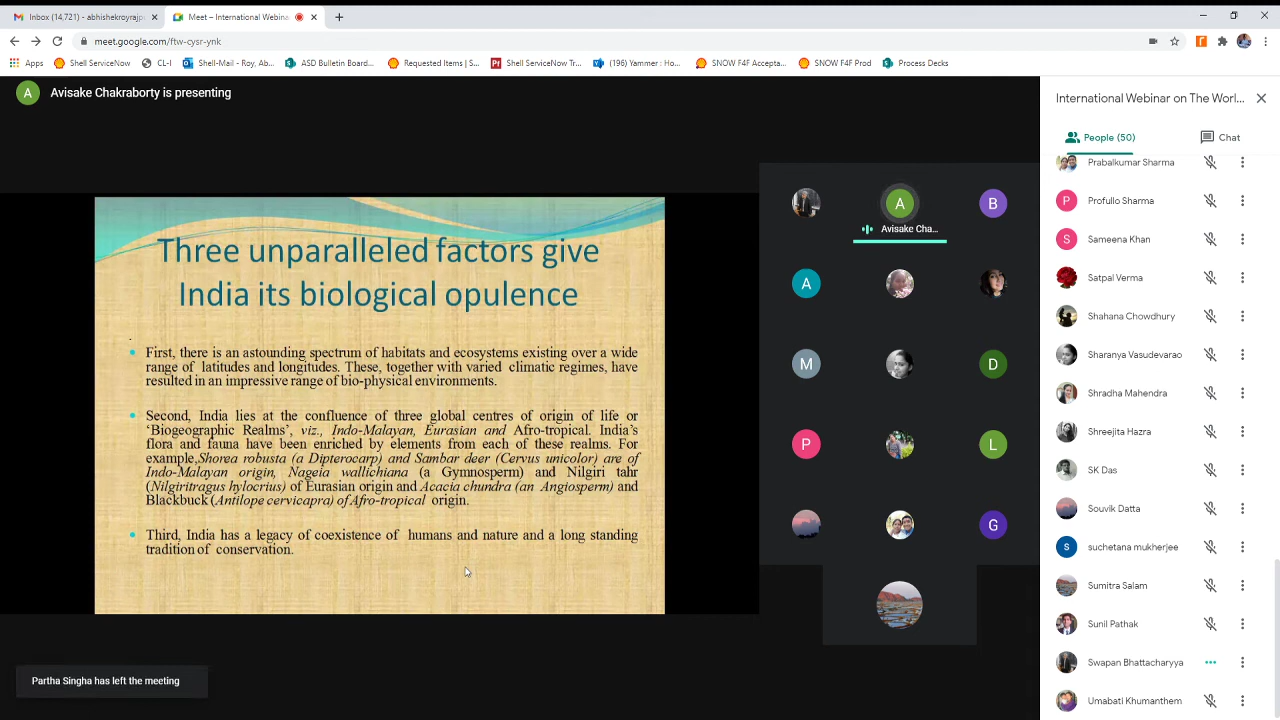 Inbox (14,721) - abhishekroyrajp
Meet – International Webina
meet.google.com/ftw-cysr-ynk
Apps
Shell ServiceNow
CL-I
Shell-Mail - Roy, Ab...
ASD Bulletin Board...
Requested Items | S...
Shell ServiceNow Tr...
(196) Yammer : Ho...
SNOW F4F Accepta...
SNOW F4F Prod
Process Decks
A
Avisake Chakraborty is presenting
Three unparalleled factors give
India its biological opulence
First, there is an astounding spectrum of habitats and ecosystems existing over a wide
range of latitudes and longitudes. These, together with varied climatic regimes, have
resulted in an impressive range of bio-physical environments.
Second, India lies at the confluence of three global centres of origin of life or
‘Biogeographic Realms’, viz., Indo-Malayan, Eurasian and Afro-tropical. India’s
flora and fauna have been enriched by elements from each of these realms. For
example,Shorea robusta (a Dipterocarp) and Sambar deer (Cervus unicolor) are of
Indo-Malayan origin, Nageia wallichiana (a Gymnosperm) and Nilgiri tahr
(Nilgiritragus hylocrius) of Eurasian origin and Acacia chundra (an Angiosperm) and
Blackbuck (Antilope cervicapra) of Afro-tropical origin.
Third, India has a legacy of coexistence of humans and nature and a long standing
tradition of conservation.
Partha Singha has left the meeting
A
B
Avisake Cha...
A
M
D
P
L
G
International Webinar on The Worl...
People (50)
Chat
Prabalkumar Sharma
P
Profullo Sharma
S
Sameena Khan
Satpal Verma
Shahana Chowdhury
Sharanya Vasudevarao
Shradha Mahendra
Shreejita Hazra
SK Das
Souvik Datta
s
suchetana mukherjee
Sumitra Salam
Sunil Pathak
Swapan Bhattacharyya
Umabati Khumanthem